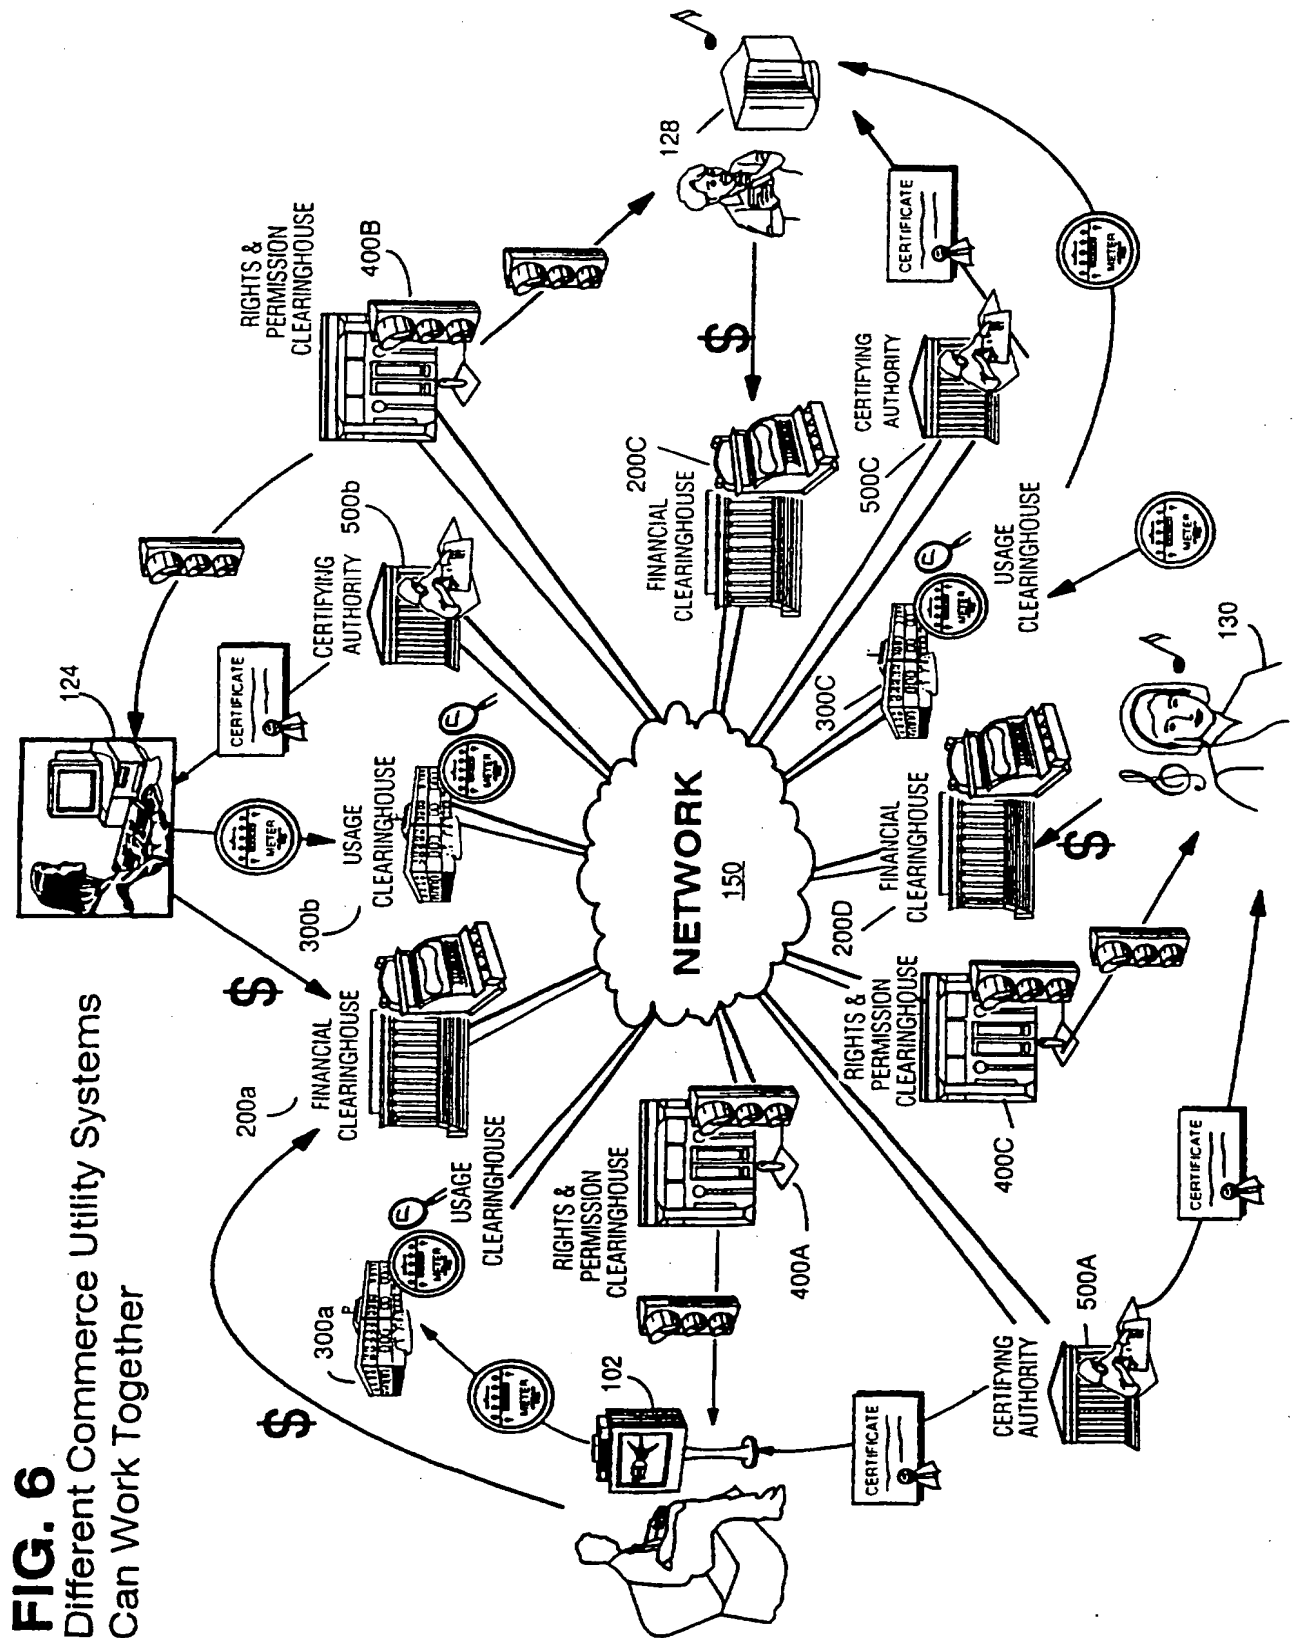 FIG. 6
Different Commerce Utility Systems
Can Work Together
124
CERTIFICATE
METER
$
200a
FINANCIAL
CLEARINGHOUSE
300b
USAGE
CLEARINGHOUSE
METER
CERTIFYING
AUTHORITY
500b
RIGHTS &
PERMISSION
CLEARINGHOUSE
400B
$
300a
METER
USAGE
CLEARINGHOUSE
METER
102
RIGHTS &
PERMISSION
CLEARINGHOUSE
400A
NETWORK
150
FINANCIAL
CLEARINGHOUSE
200C
$
128
CERTIFYING
AUTHORITY
500C
CERTIFICATE
METER
300C
METER
USAGE
CLEARINGHOUSE
METER
200D
FINANCIAL
CLEARINGHOUSE
$
130
RIGHTS &
PERMISSION
CLEARINGHOUSE
400C
CERTIFICATE
CERTIFYING
AUTHORITY
500A
CERTIFICATE